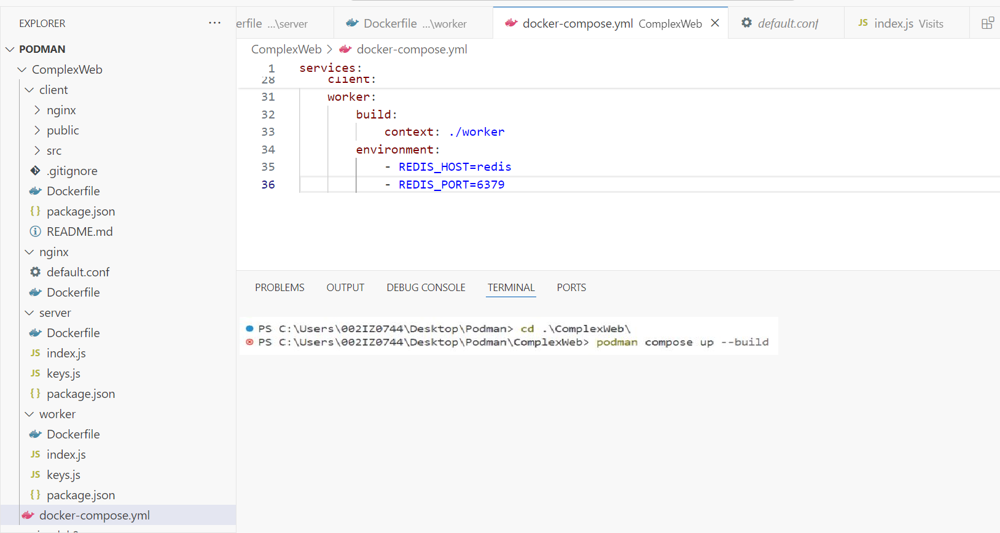 EXPLORER
PODMAN
ComplexWeb
client
nginx
public
src
.gitignore
Dockerfile
package.json
README.md
nginx
default.conf
Dockerfile
server
Dockerfile
JS index.js
JS keys.js
package.json
worker
Dockerfile
JS index.js
JS keys.js
package.json
docker-compose.yml
erfile ...\server
Dockerfile ...\worker
docker-compose.yml ComplexWeb
default.conf
JS index.js Visits
ComplexWeb > docker-compose.yml
1 services:
28 client:
31 worker:
32 build:
33 context: ./worker
34 environment:
35 - REDIS_HOST=redis
36 - REDIS_PORT=6379
PROBLEMS OUTPUT DEBUG CONSOLE TERMINAL PORTS
PS C:\Users\002IZ0744\Desktop\Podman> cd .\ComplexWeb\
PS C:\Users\002IZ0744\Desktop\Podman\ComplexWeb> podman compose up --build